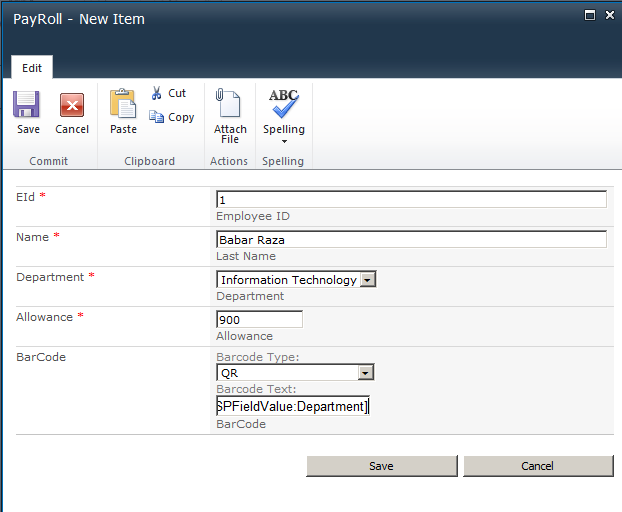 PayRoll - New Item
Edit
Save
Cancel
Paste
Cut
Copy
Attach File
ABC
Spelling
Commit
Clipboard
Actions
Spelling
EId *
1
Employee ID
Name *
Babar Raza
Last Name
Department *
Information Technology
Department
Allowance *
900
Allowance
BarCode
Barcode Type:
QR
Barcode Text:
SPFieldValue:Department]
BarCode
Save
Cancel